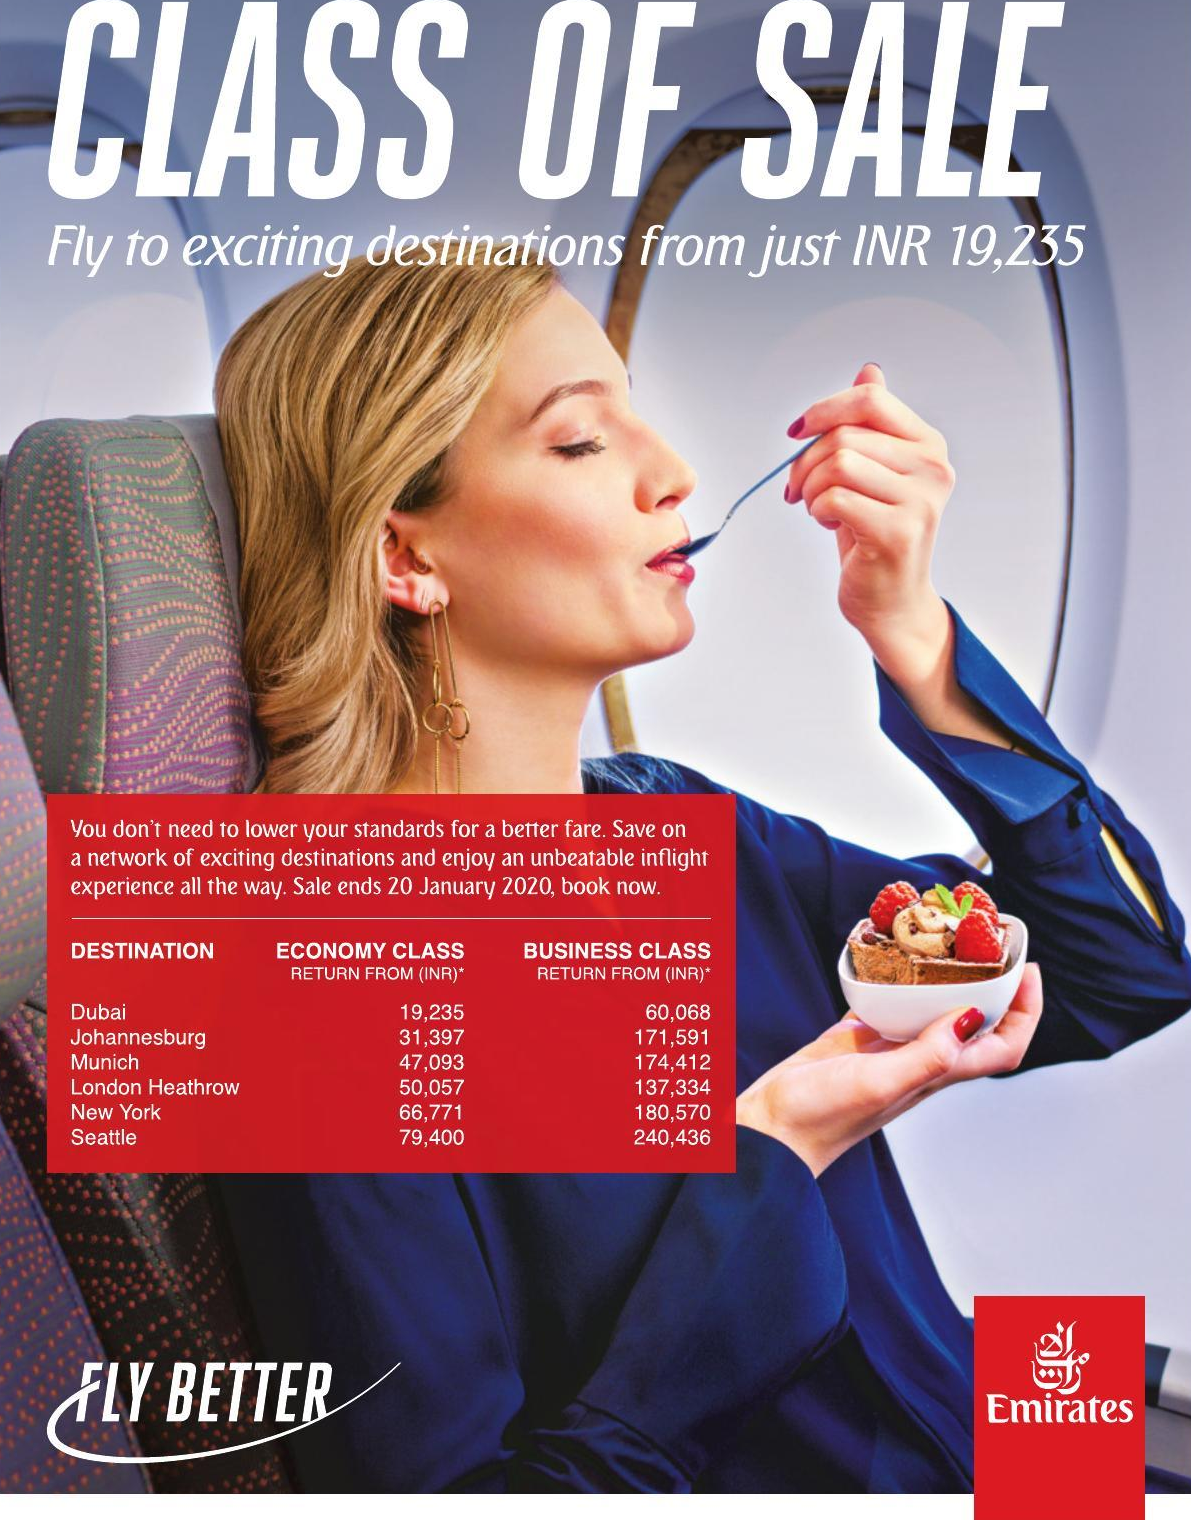 CLASS OF SALE
Fly to exciting destinations from just INR 19,235
You don't need to lower your standards for a better fare. Save on
a network of exciting destinations and enjoy an unbeatable inflight
experience all the way. Sale ends 20 January 2020, book now.
DESTINATION ECONOMY CLASS BUSINESS CLASS
RETURN FROM (INR)* RETURN FROM (INR)*
Dubai 19,235 60,068
Johannesburg 31,397 171,591
Munich 47,093 174,412
London Heathrow 50,057 137,334
New York 66,771 180,570
Seattle 79,400 240,436
FLY BETTER
الإمارات
Emirates